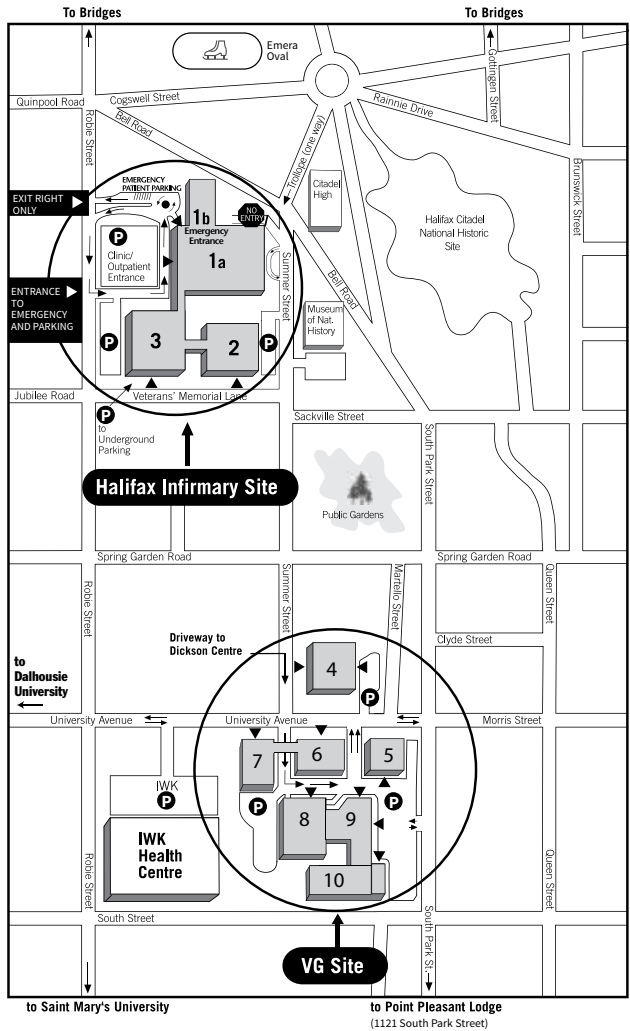 To Bridges
To Bridges
Emera
Oval
Gottingen Street
Quinpool Road
Cogswell Street
Rainnie Drive
Robie Street
Bell Road
Trollope (one way)
Brunswick Street
EMERGENCY
PATIENT PARKING
EXIT RIGHT
ONLY
1b
NO
ENTRY
Citadel
High
Halifax Citadel
National Historic
Site
P
Emergency
Entrance
Clinic/
Outpatient
Entrance
1a
Summer Street
Bell Road
ENTRANCE
TO
EMERGENCY
AND PARKING
Museum
of Nat.
History
P
3
2
P
Jubilee Road
Veterans' Memorial Lane
P
to
Underground
Parking
Sackville Street
South Park Street
Halifax Infirmary Site
Public Gardens
Spring Garden Road
Spring Garden Road
Robie Street
Summer Street
Martello Street
Queen Street
Driveway to
Dickson Centre
Clyde Street
to
Dalhousie
University
4
P
University Avenue
University Avenue
Morris Street
7
6
5
IWK
P
P
P
8
9
IWK
Health
Centre
Robie Street
Queen Street
10
South Street
South Park St.
VG Site
to Saint Mary's University
to Point Pleasant Lodge
(1121 South Park Street)